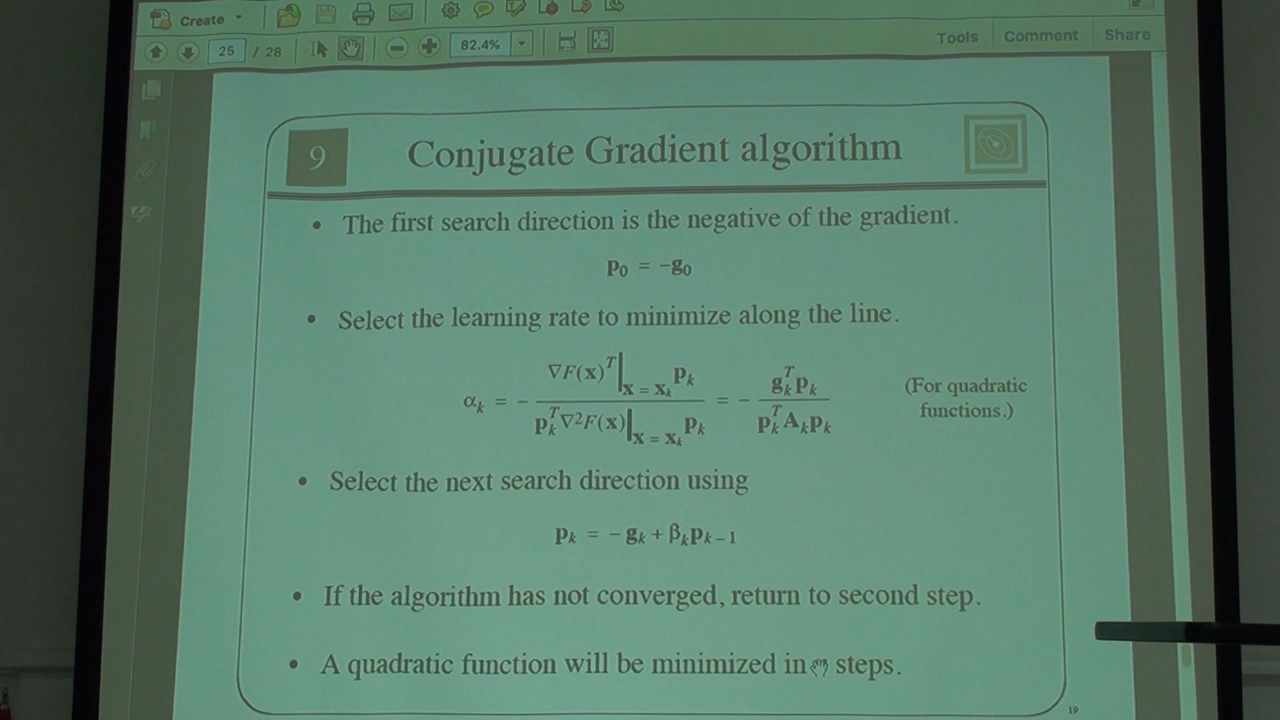 Create
25 / 28
82.4%
Tools Comment Share
9
Conjugate Gradient algorithm
• The first search direction is the negative of the gradient.
p₀ = −g₀
• Select the learning rate to minimize along the line.
αₖ = − ∇F(x)ᵀ|x = xₖ pₖ / pₖᵀ∇²F(x)|x = xₖ pₖ = − gₖᵀpₖ / pₖᵀAₖpₖ
(For quadratic
functions.)
• Select the next search direction using
pₖ = − gₖ + βₖpₖ₋₁
• If the algorithm has not converged, return to second step.
• A quadratic function will be minimized in steps.
19